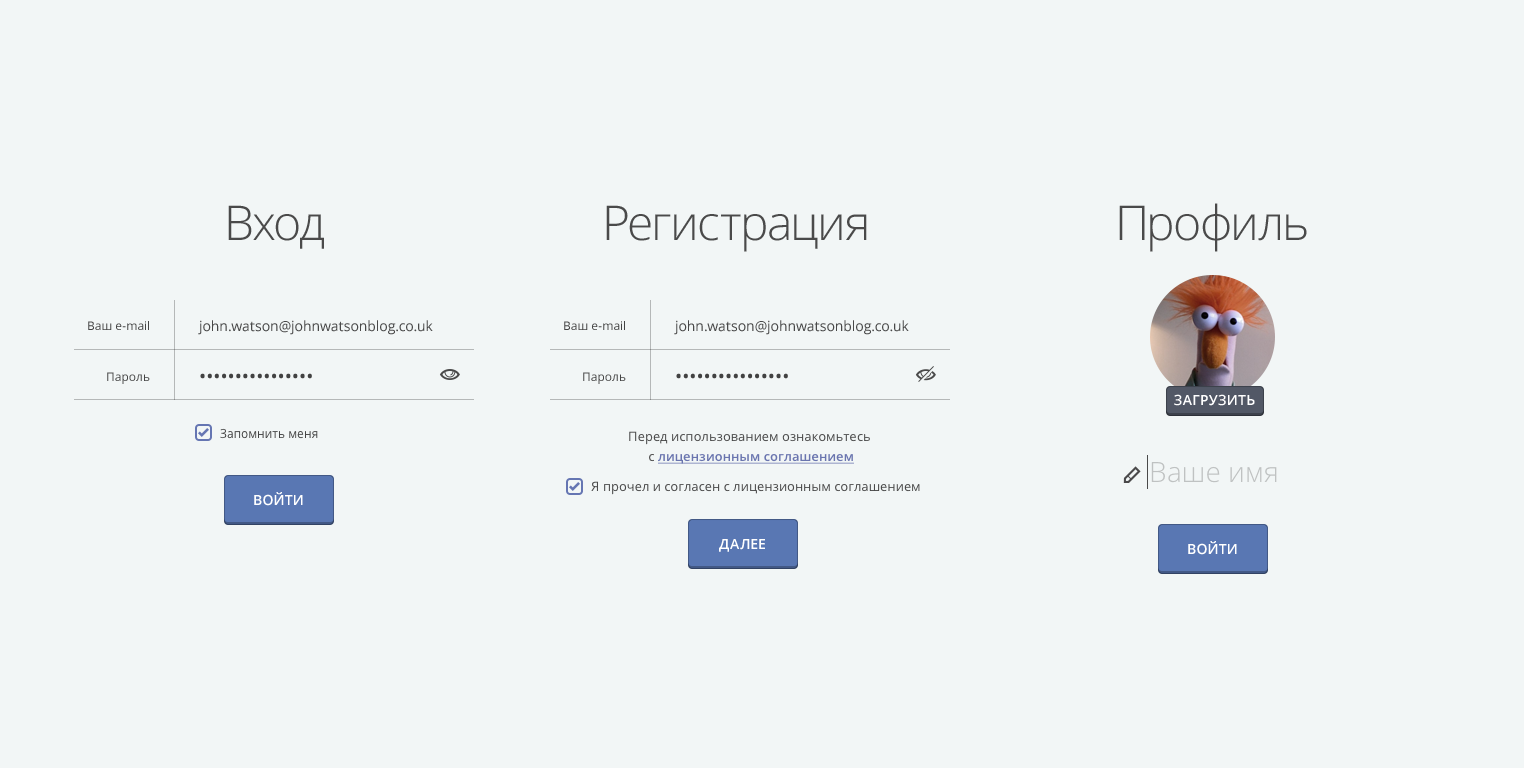 Вход
Ваш e-mail
john.watson@johnwatsonblog.co.uk
Пароль
••••••••••••••••
Запомнить меня
ВОЙТИ
Регистрация
Ваш e-mail
john.watson@johnwatsonblog.co.uk
Пароль
••••••••••••••••
Перед использованием ознакомьтесь
с лицензионным соглашением
Я прочел и согласен с лицензионным соглашением
ДАЛЕЕ
Профиль
ЗАГРУЗИТЬ
Ваше имя
ВОЙТИ